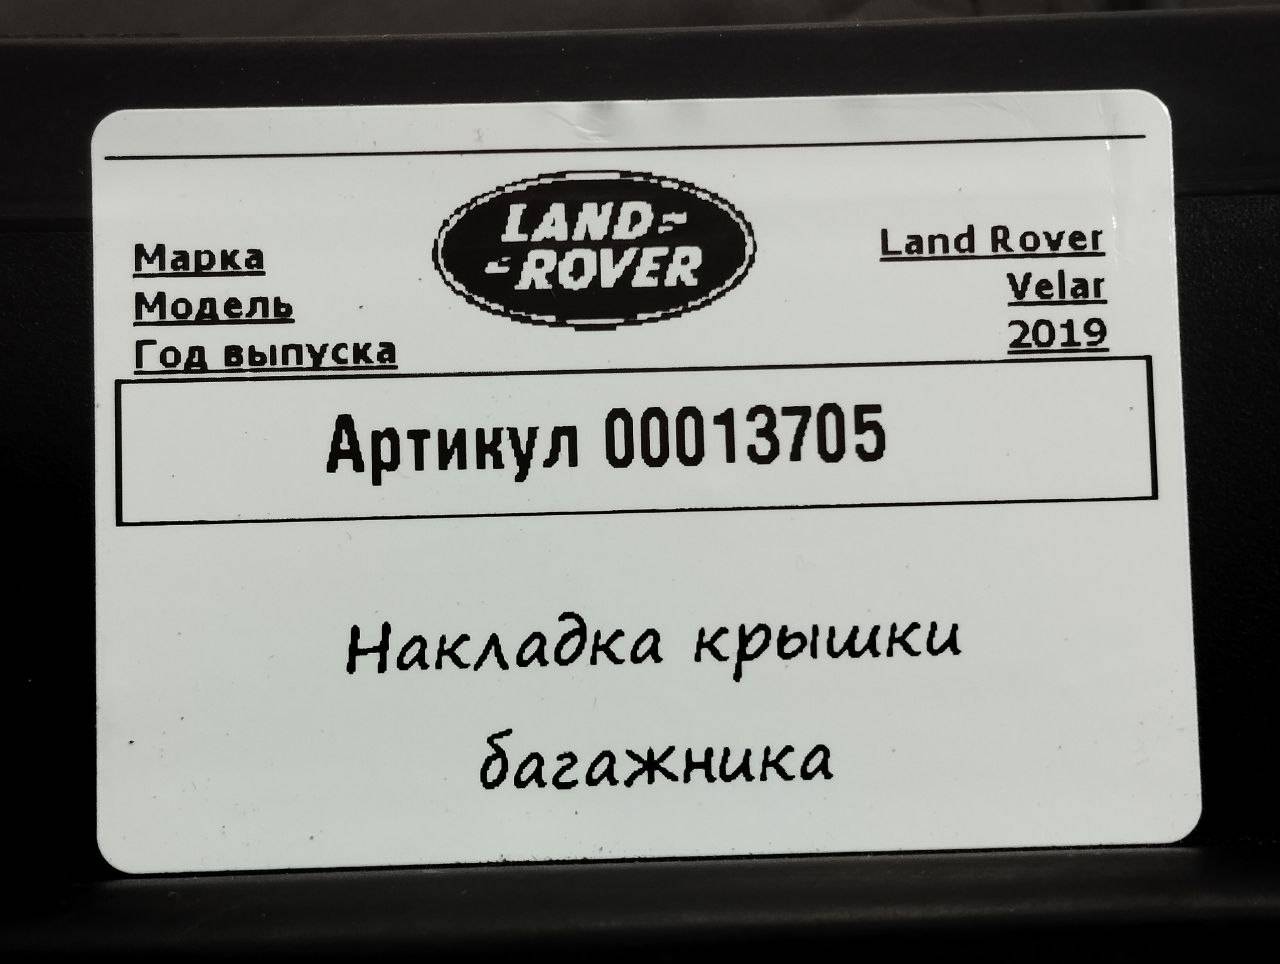 LAND
ROVER
Марка Land Rover
Модель Velar
Год выпуска 2019
Артикул 00013705
Накладка крышки
багажника